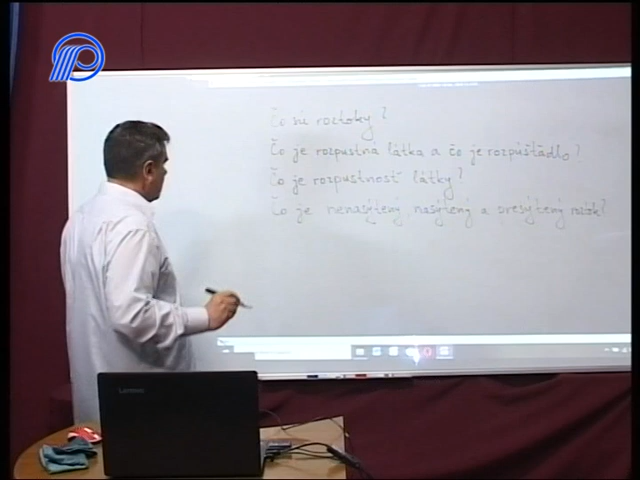 Čo sú roztoky?
Čo je rozpustná látka a čo je rozpúšťadlo?
Čo je rozpustnosť látky?
Čo je nenasýtený, nasýtený a presýtený roztok?
Lenovo